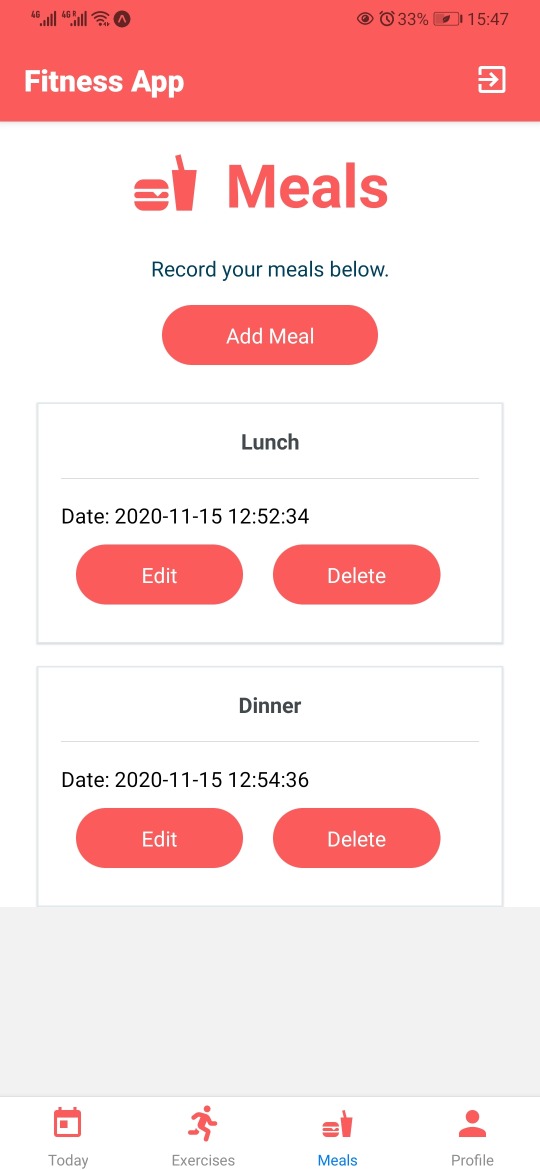 4G 4G R 33% 15:47
Fitness App
Meals
Record your meals below.
Add Meal
Lunch
Date: 2020-11-15 12:52:34
Edit Delete
Dinner
Date: 2020-11-15 12:54:36
Edit Delete
Today Exercises Meals Profile